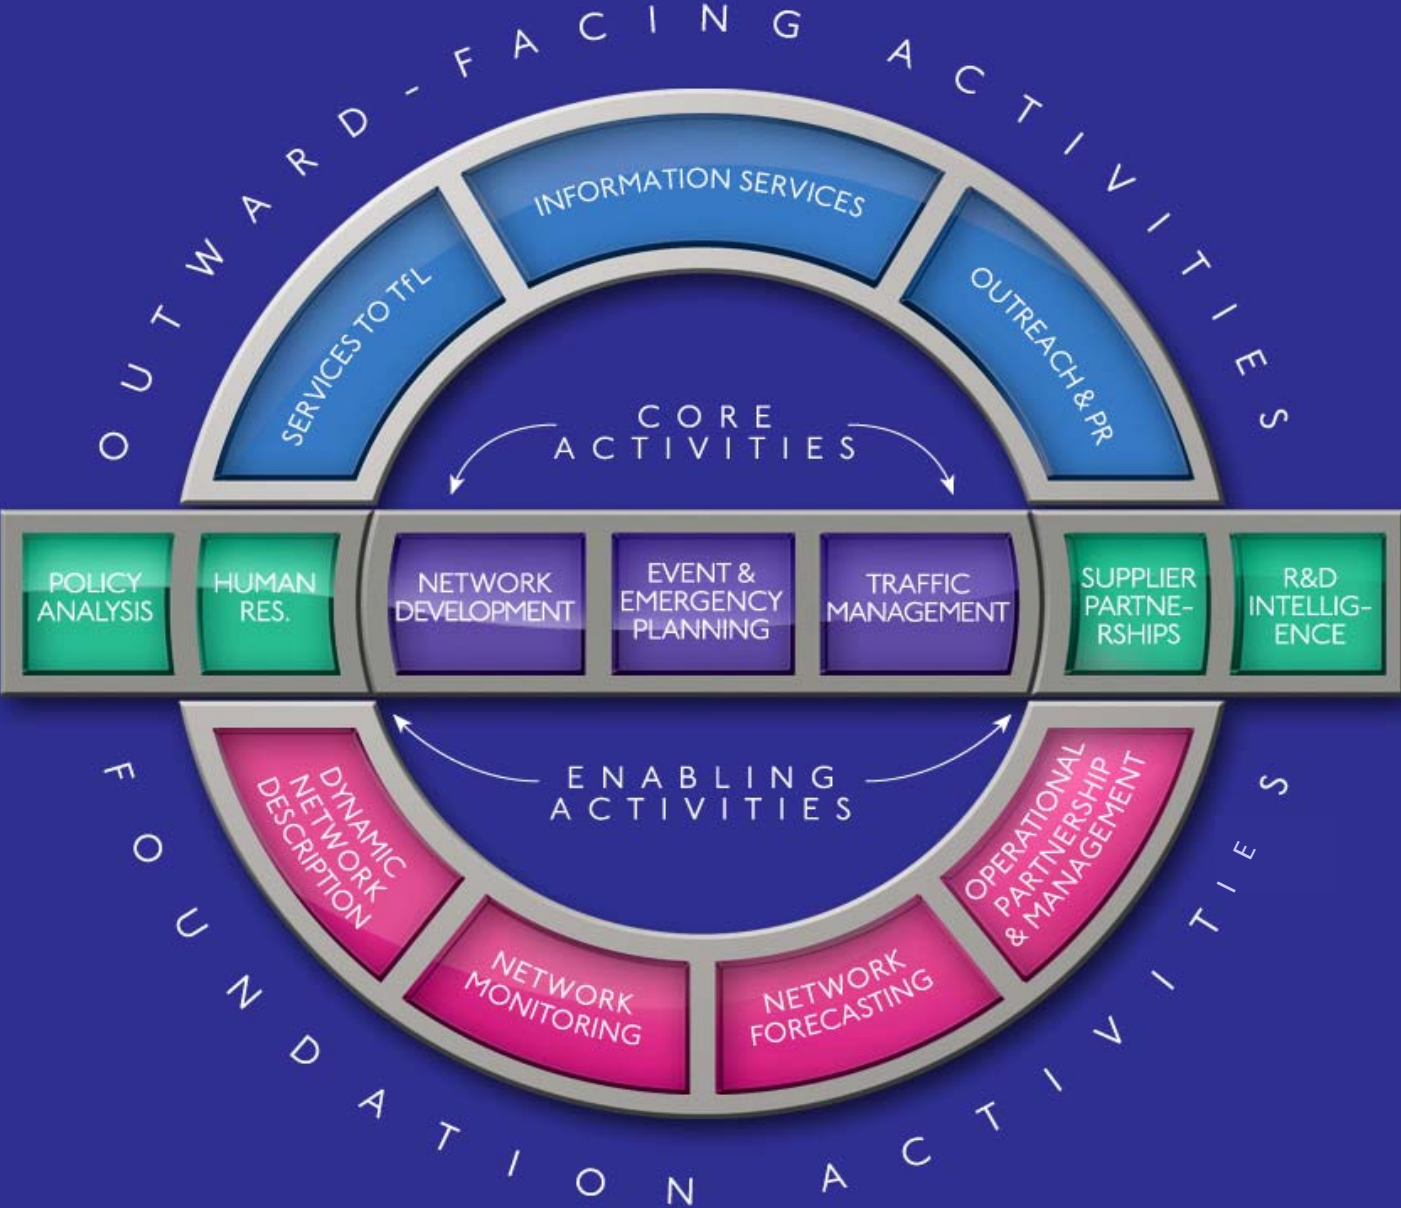 OUTWARD-FACING ACTIVITIES
INFORMATION SERVICES
SERVICES TO TfL
OUTREACH & PR
CORE
ACTIVITIES
POLICY
ANALYSIS
HUMAN
RES.
NETWORK
DEVELOPMENT
EVENT &
EMERGENCY
PLANNING
TRAFFIC
MANAGEMENT
SUPPLIER
PARTNE-
RSHIPS
R&D
INTELLIG-
ENCE
ENABLING
ACTIVITIES
DYNAMIC
NETWORK
DESCRIPTION
NETWORK
MONITORING
NETWORK
FORECASTING
OPERATIONAL
PARTNERSHIP
& MANAGEMENT
FOUNDATION ACTIVITIES